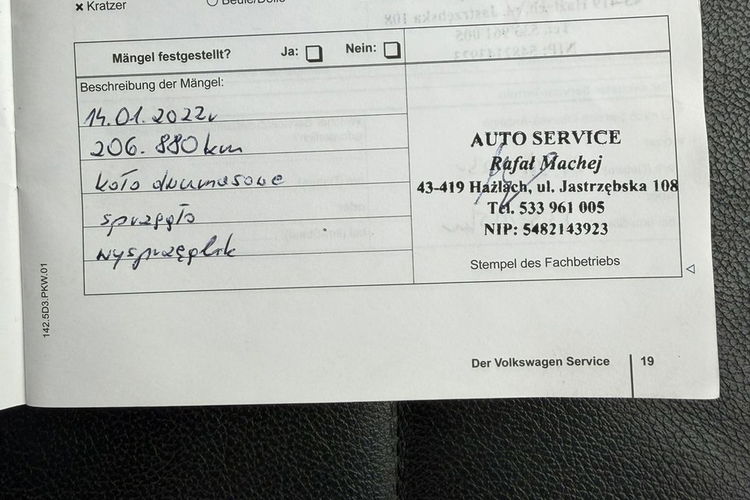 Kratzer
Mängel festgestellt? Ja: Nein:
Beschreibung der Mängel:
14.01.2022r
206.880km
koło dwumasowe
sprzęgło
wysprzęglik
AUTO SERVICE
Rafał Machej
43-419 Hażlach, ul. Jastrzębska 108
Tel. 533 961 005
NIP: 5482143923
Stempel des Fachbetriebs
142.5D3.PKW.01
Der Volkswagen Service 19